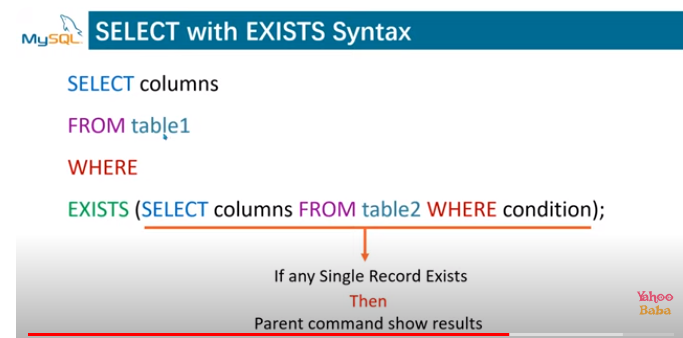 MySQL SELECT with EXISTS Syntax
SELECT columns
FROM table1
WHERE
EXISTS (SELECT columns FROM table2 WHERE condition);
If any Single Record Exists
Then
Parent command show results
Yahoo
Baba